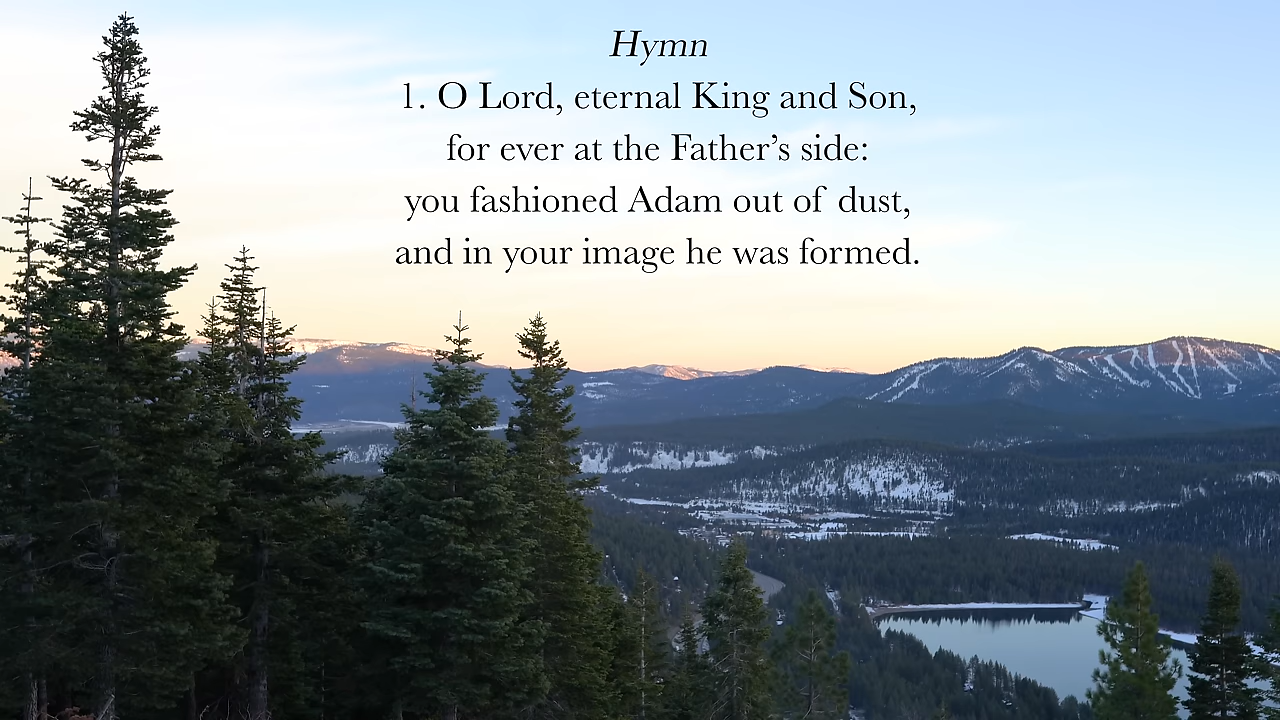 Hymn
1. O Lord, eternal King and Son,
for ever at the Father’s side:
you fashioned Adam out of dust,
and in your image he was formed.